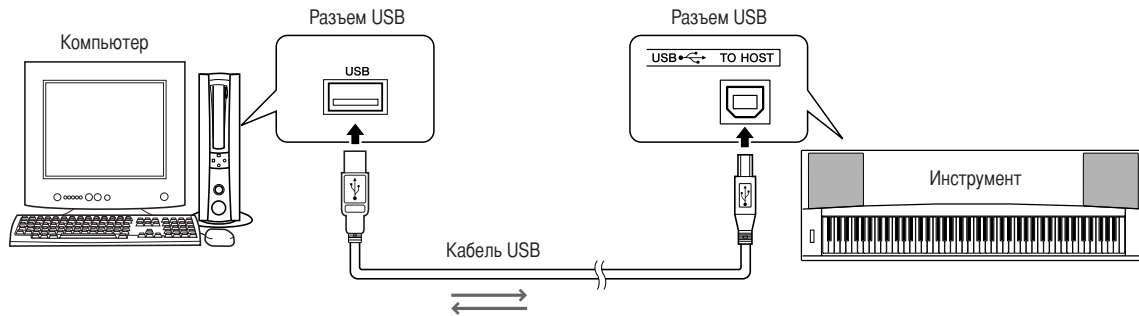 Разъем USB
Разъем USB
Компьютер
USB
USB TO HOST
Инструмент
Кабель USB